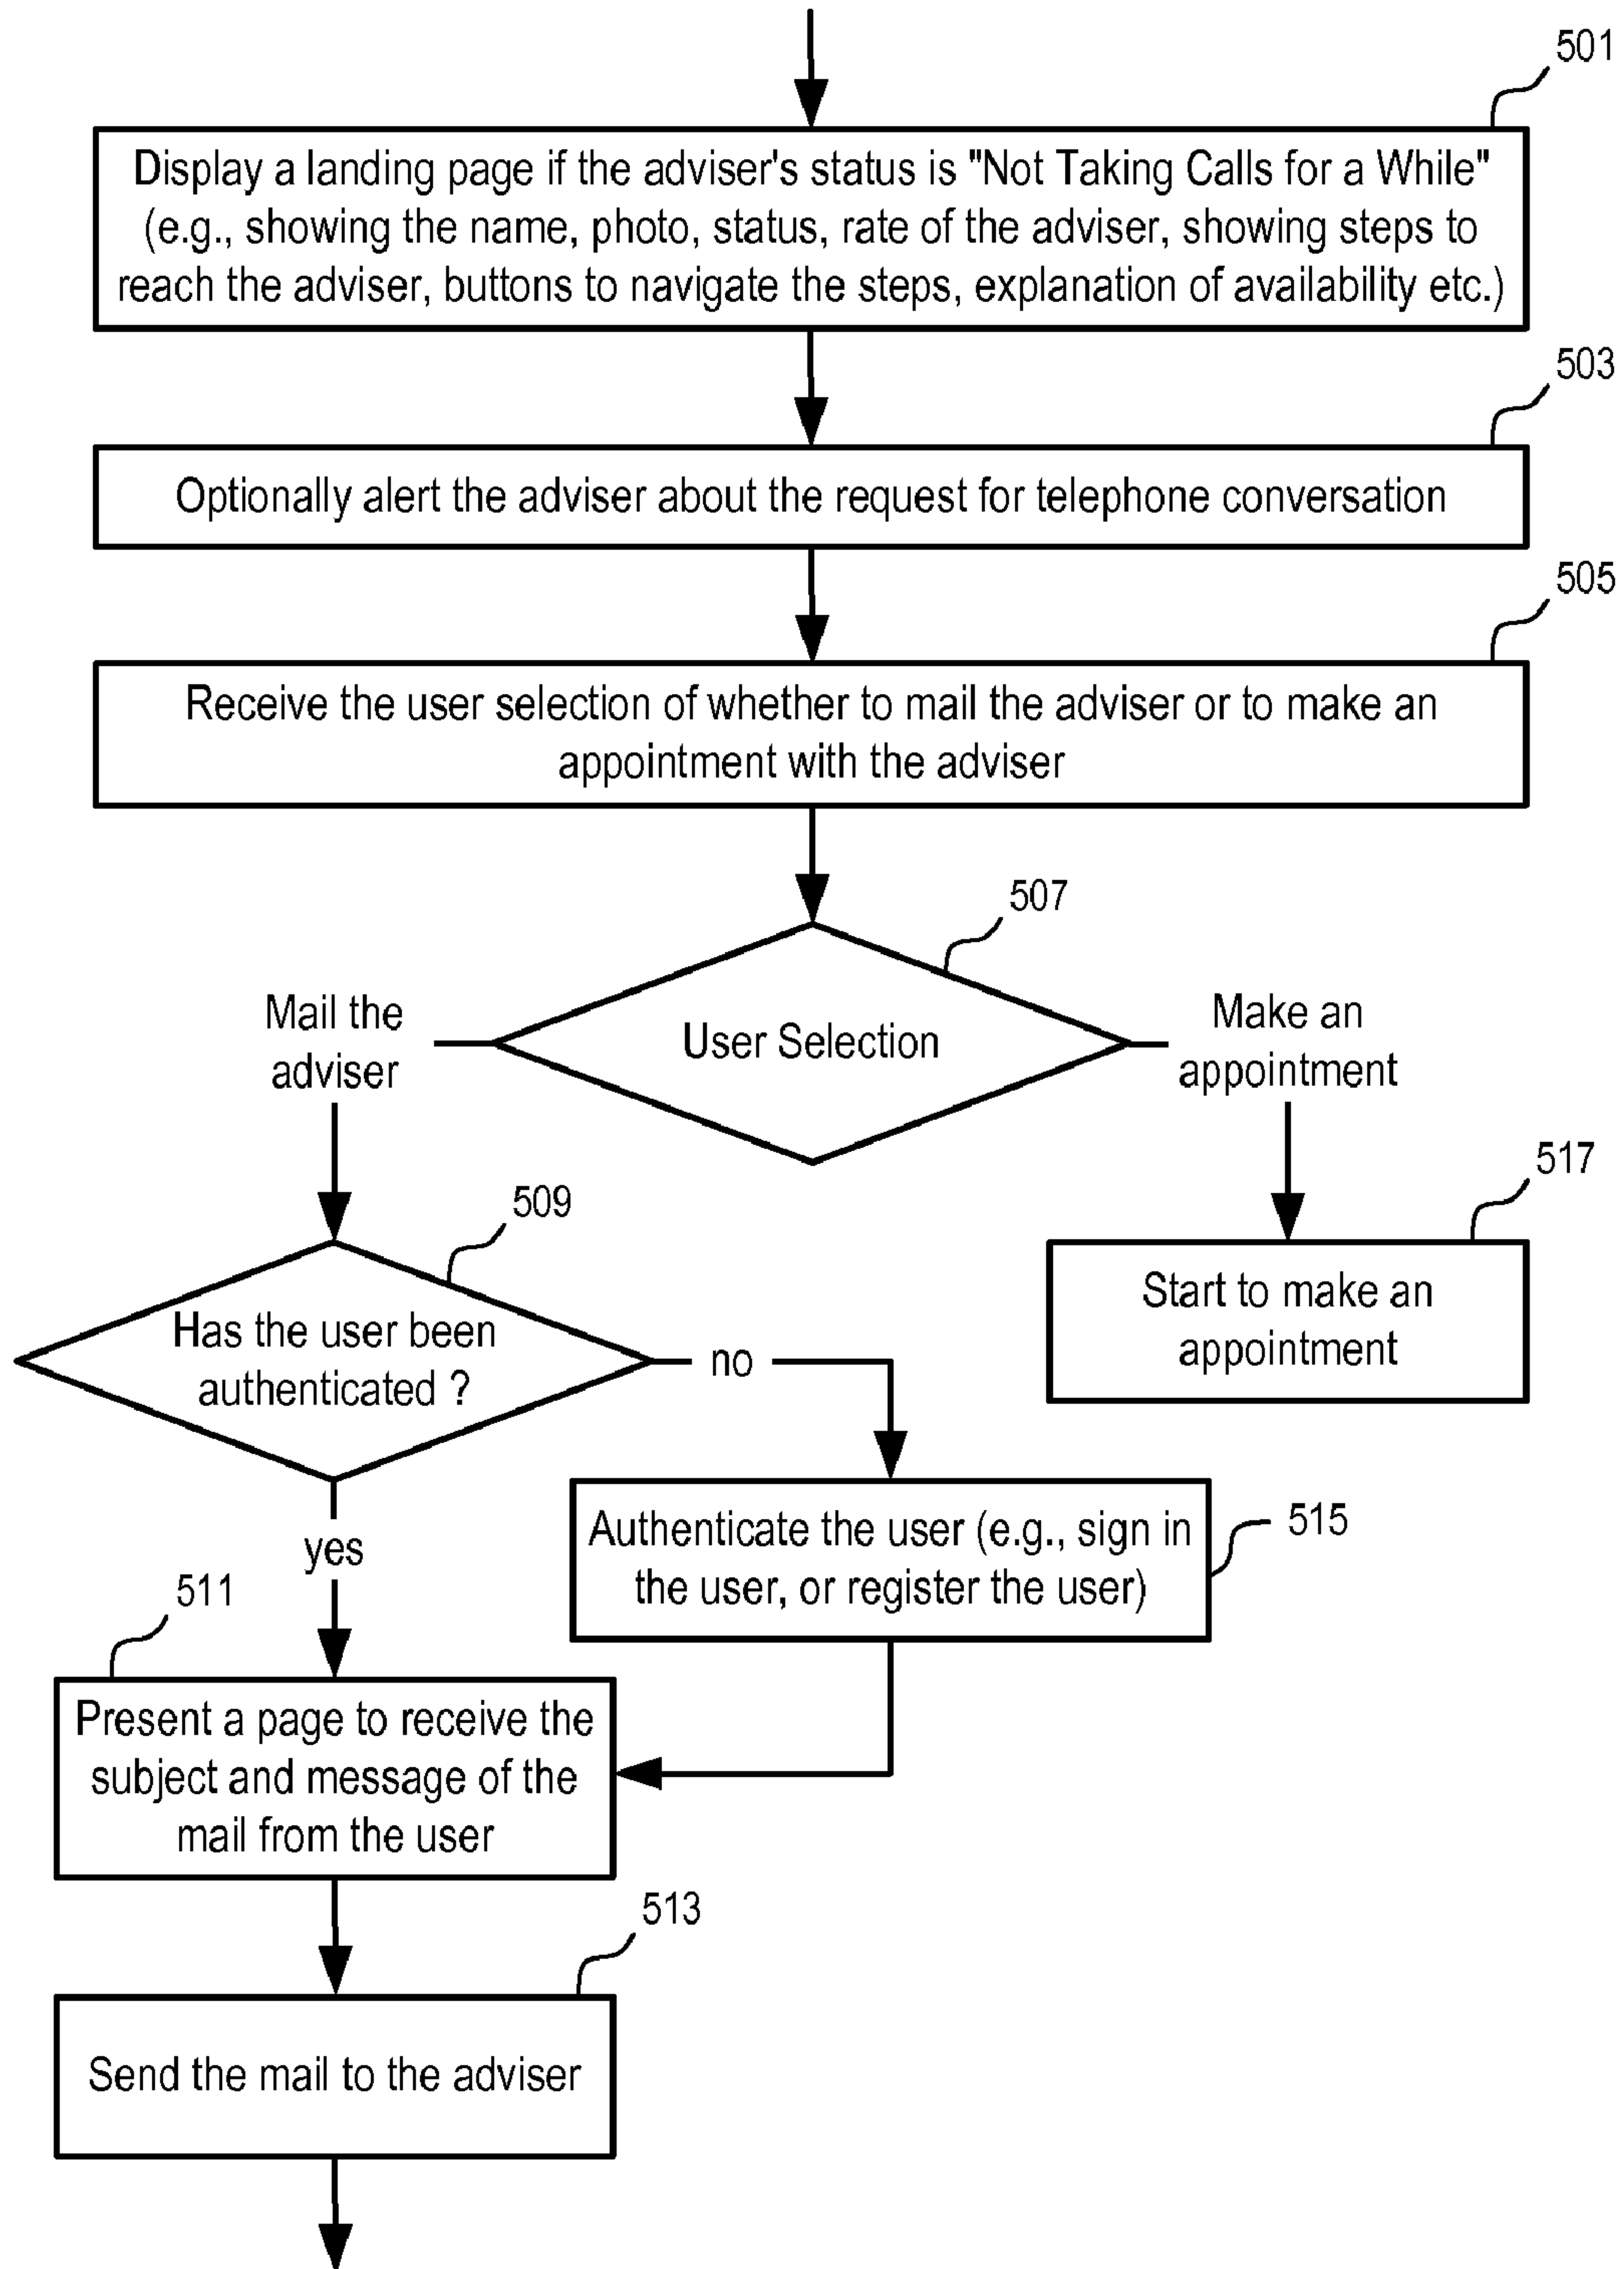 501
Display a landing page if the adviser's status is "Not Taking Calls for a While"
(e.g., showing the name, photo, status, rate of the adviser, showing steps to
reach the adviser, buttons to navigate the steps, explanation of availability etc.)
503
Optionally alert the adviser about the request for telephone conversation
505
Receive the user selection of whether to mail the adviser or to make an
appointment with the adviser
507
Mail the
adviser
User Selection
Make an
appointment
517
509
Start to make an
appointment
Has the user been
authenticated ?
no
Authenticate the user (e.g., sign in
the user, or register the user)
515
yes
511
Present a page to receive the
subject and message of the
mail from the user
513
Send the mail to the adviser